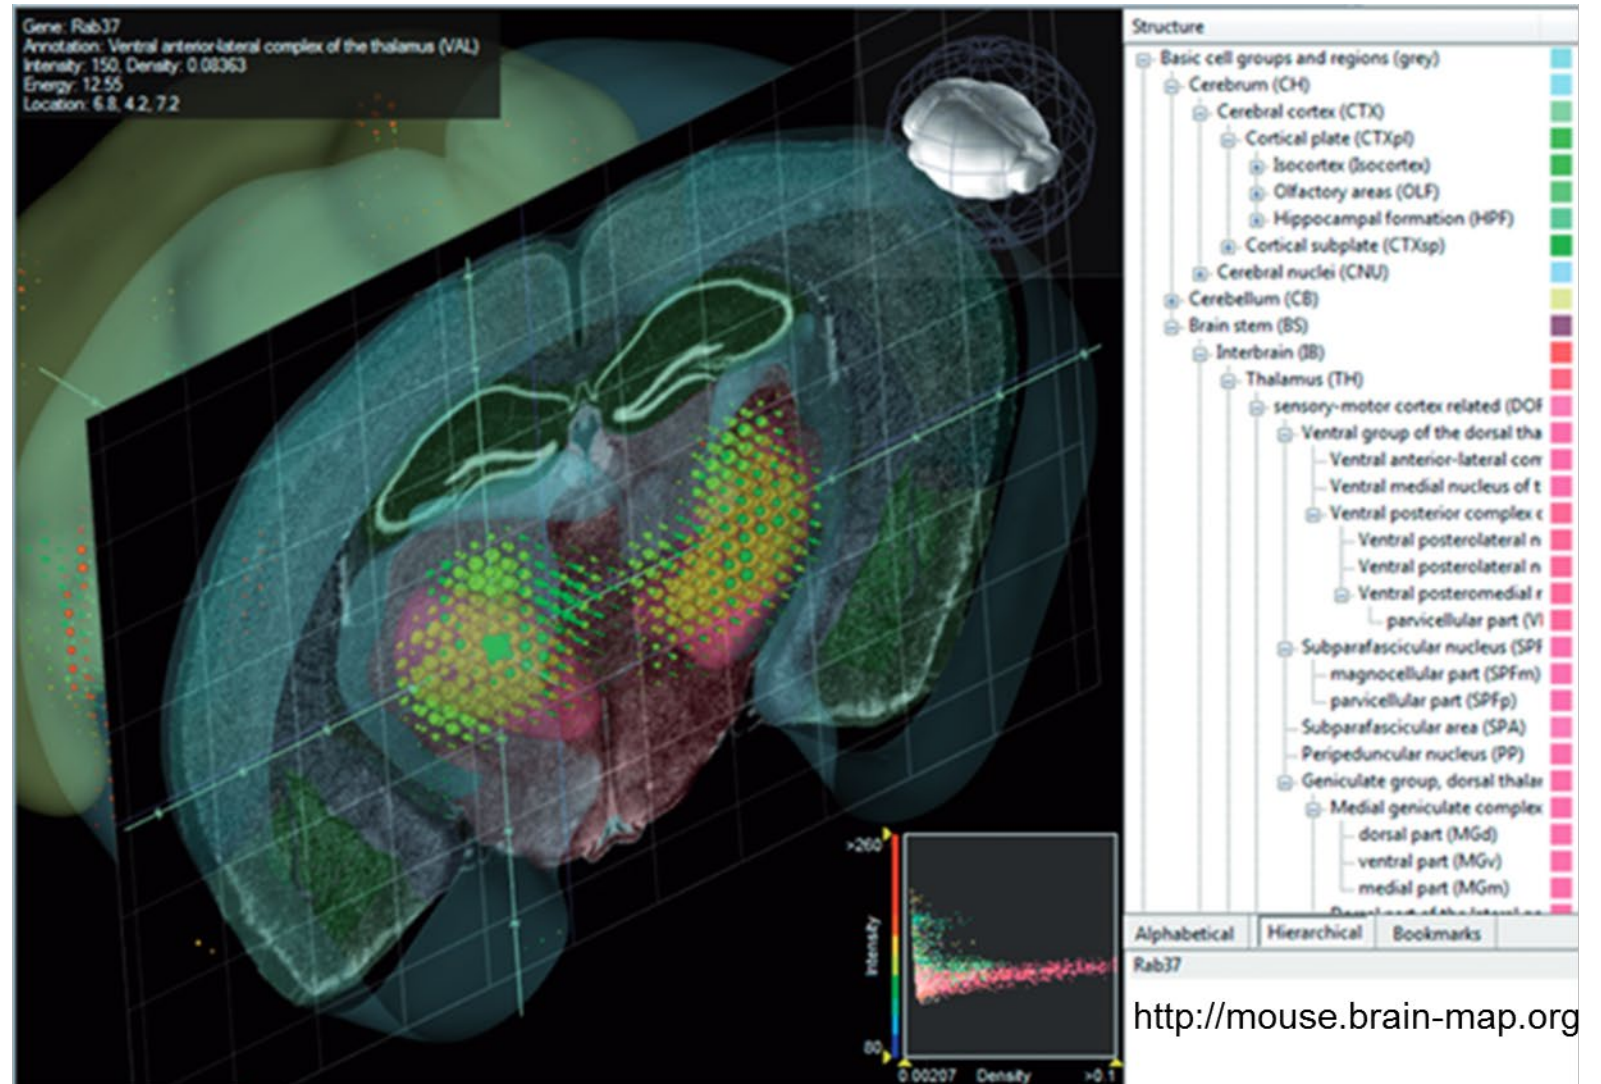 Gene: Rab37
Annotation: Ventral anterior-lateral complex of the thalamus (VAL)
Intensity: 150, Density: 0.08363
Energy: 12.55
Location: 6.8, 4.2, 7.2
Structure
Basic cell groups and regions (grey)
Cerebrum (CH)
Cerebral cortex (CTX)
Cortical plate (CTXpl)
Isocortex (Isocortex)
Olfactory areas (OLF)
Hippocampal formation (HPF)
Cortical subplate (CTXsp)
Cerebral nuclei (CNU)
Cerebellum (CB)
Brain stem (BS)
Interbrain (IB)
Thalamus (TH)
sensory-motor cortex related (DOF
Ventral group of the dorsal tha
Ventral anterior-lateral com
Ventral medial nucleus of t
Ventral posterior complex c
Ventral posterolateral n
Ventral posterolateral n
Ventral posteromedial r
parvicellular part (VI
Subparafascicular nucleus (SPF
magnocellular part (SPFm)
parvicellular part (SPFp)
Subparafascicular area (SPA)
Peripeduncular nucleus (PP)
Geniculate group, dorsal thalar
Medial geniculate complex
dorsal part (MGd)
ventral part (MGv)
medial part (MGm)
Alphabetical Hierarchical Bookmarks
Rab37
http://mouse.brain-map.org
>260
Intensity
80
0.00207 Density >0.1